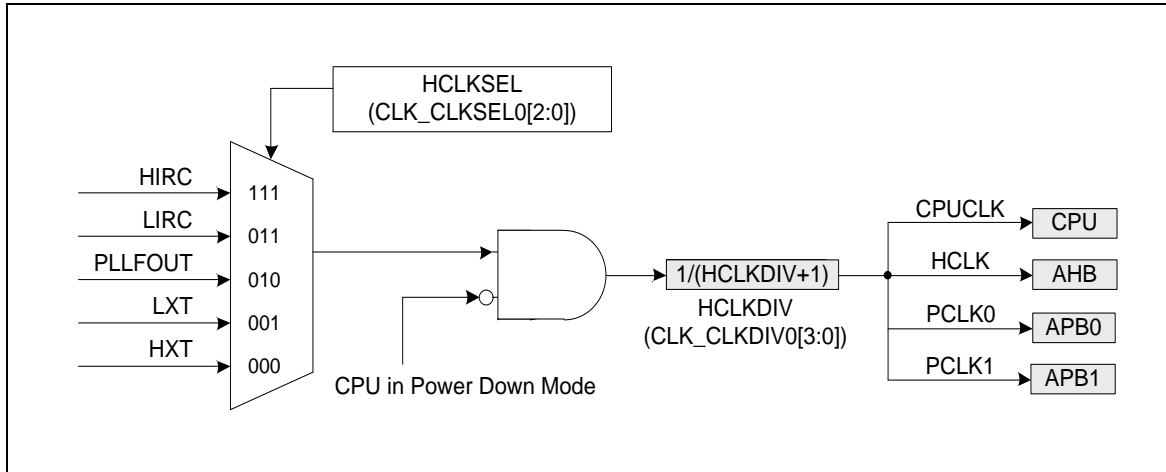 HCLKSEL
(CLK_CLKSEL0[2:0])
HIRC
111
LIRC
011
PLLFOUT
010
LXT
001
HXT
000
CPU in Power Down Mode
1/(HCLKDIV+1)
HCLKDIV
(CLK_CLKDIV0[3:0])
CPUCLK
CPU
HCLK
AHB
PCLK0
APB0
PCLK1
APB1